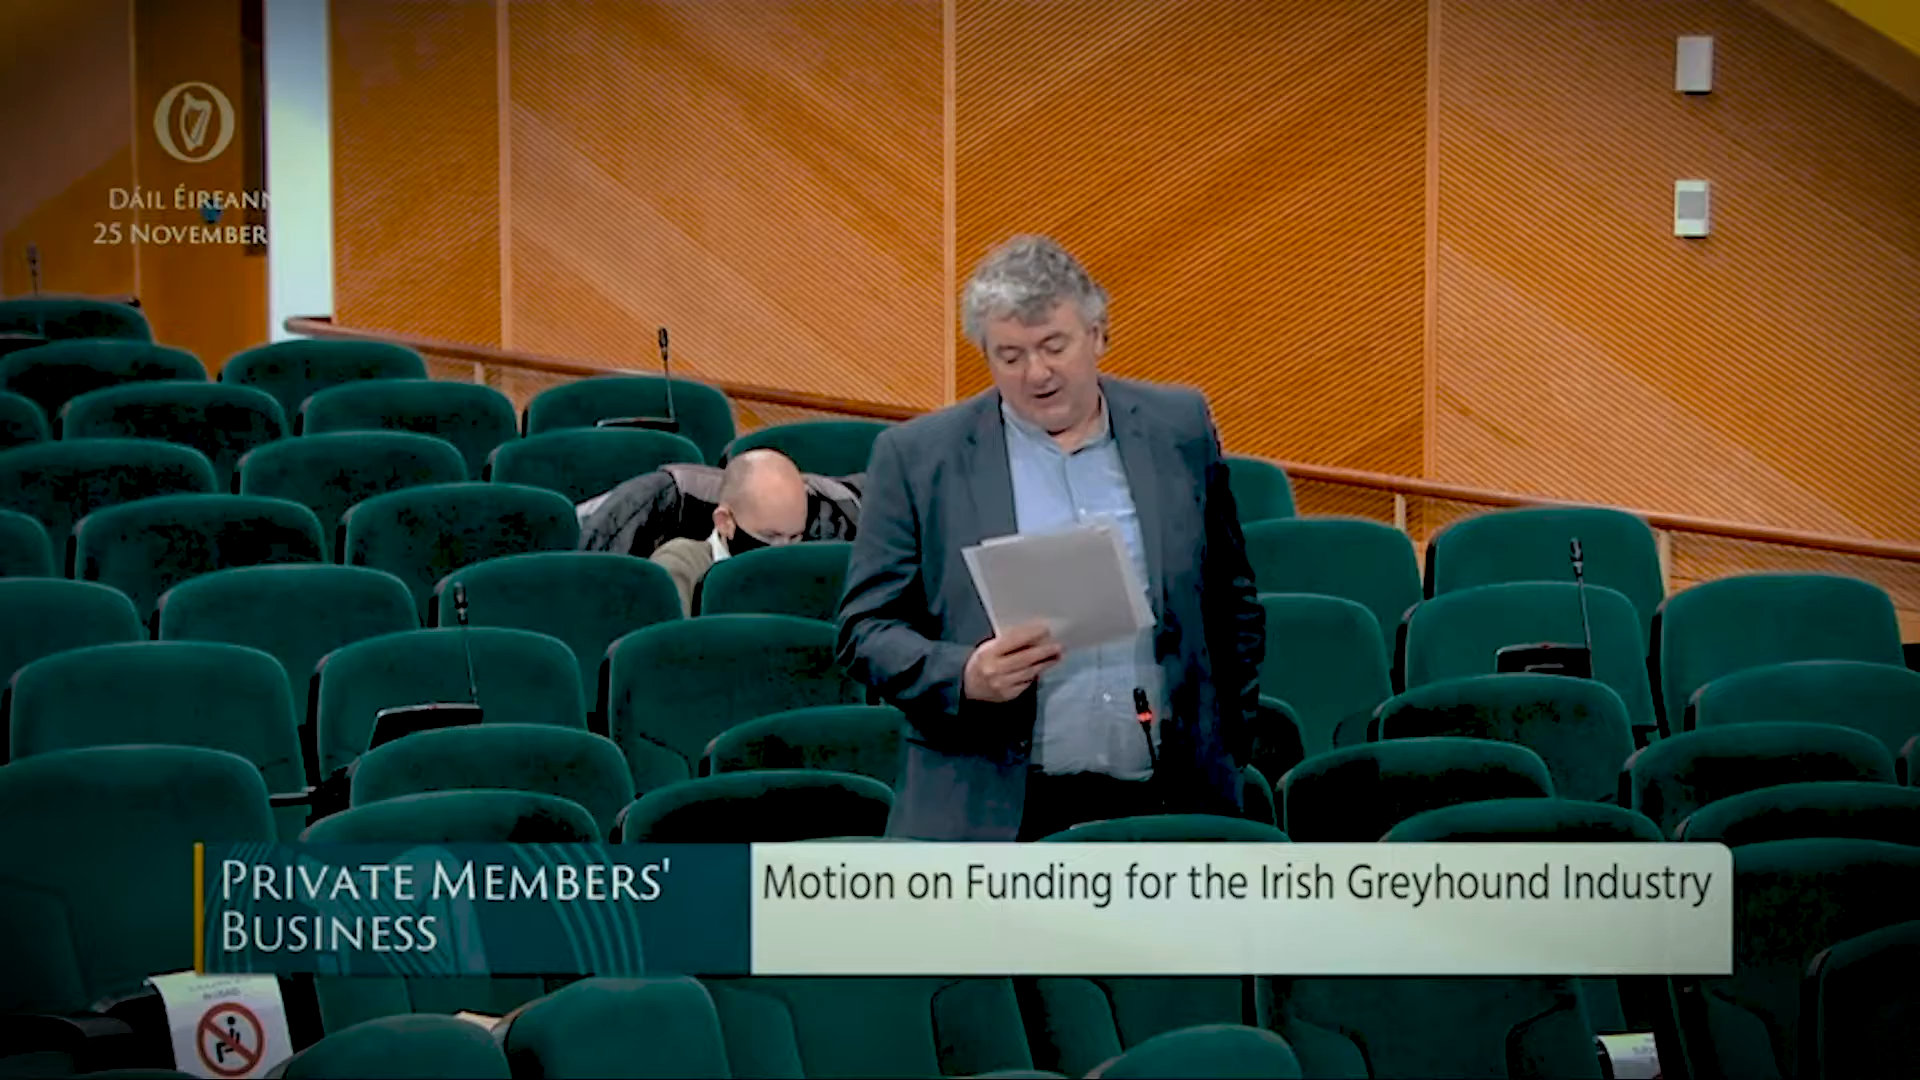 DÁIL ÉIREANN
25 NOVEMBER
PRIVATE MEMBERS'
BUSINESS
Motion on Funding for the Irish Greyhound Industry